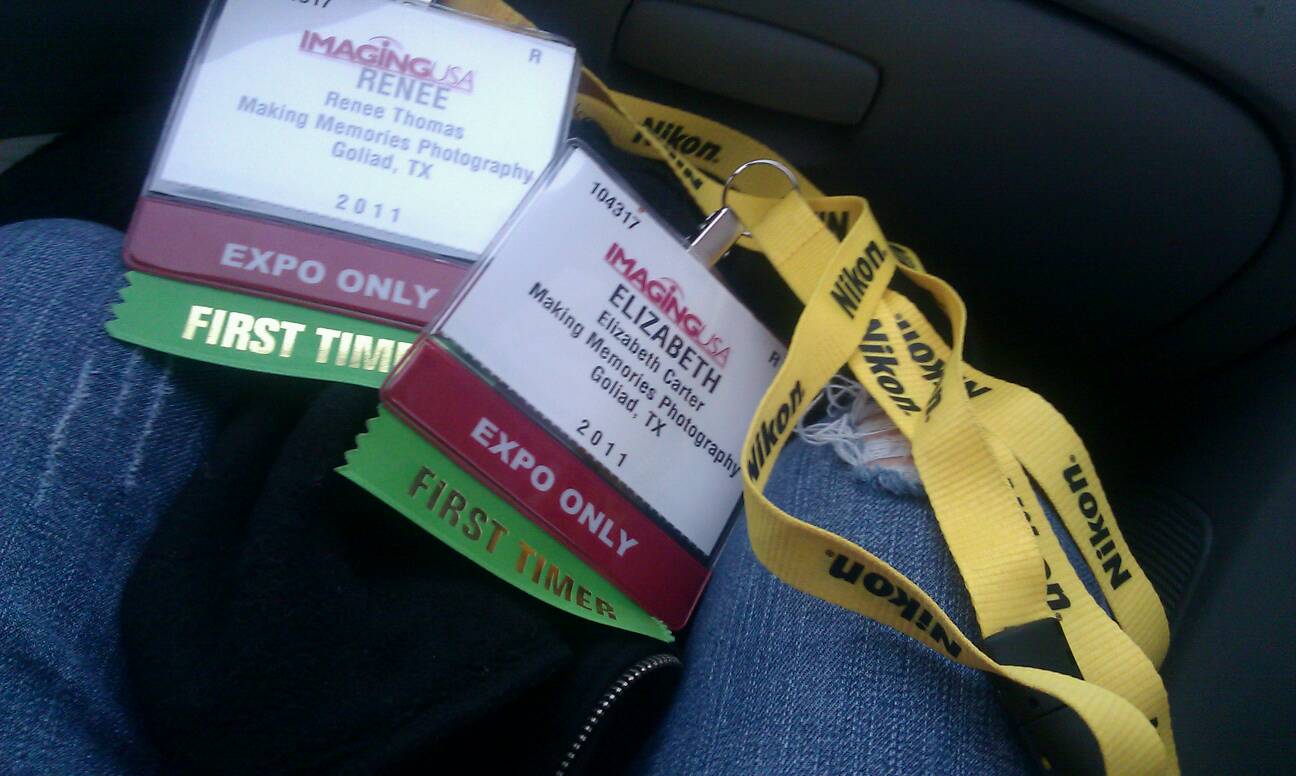 R
IMAGINGUSA
RENEE
Renee Thomas
Making Memories Photography
Goliad, TX
2011
EXPO ONLY
FIRST
104317
IMAGINGUSA
R
ELIZABETH
Elizabeth Carter
Making Memories Photography
Goliad, TX
2011
EXPO ONLY
FIRST TIMER
Nikon
Nikon
Nikon
Nikon
Nikon
Nikon
Nikon